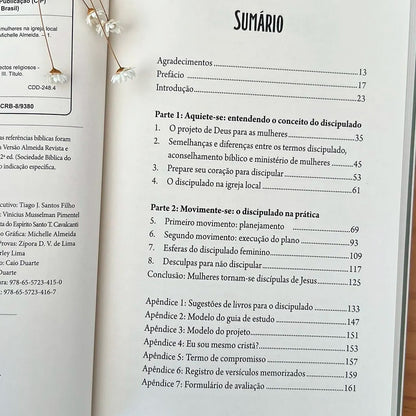 Publicação (CIP)
Brasil)
mulheres na igreja local
Michelle Almeida. – 1.
ectos religiosos -
III. Título.
CDD-248.4
CRB-8/9380
as referências bíblicas foram
Versão Almeida Revista e
2ª ed. (Sociedade Bíblica do
indicação específica.
ecutivo: Tiago J. Santos Filho
Vinicius Musselman Pimentel
do Espírito Santo T. Cavalcanti
Gráfica: Michelle Almeida
Provas: Zípora D. V. de Lima
rley Lima
Caio Duarte
Duarte
978-65-5723-415-0
978-65-5723-416-7
SUMÁRIO
Agradecimentos 13
Prefácio 17
Introdução 23
Parte 1: Aquiete-se: entendendo o conceito do discipulado
1. O projeto de Deus para as mulheres 35
2. Semelhanças e diferenças entre os termos discipulado,
aconselhamento bíblico e ministério de mulheres 45
3. Prepare seu coração para discipular 53
4. O discipulado na igreja local 61
Parte 2: Movimente-se: o discipulado na prática
5. Primeiro movimento: planejamento 69
6. Segundo movimento: execução do plano 93
7. Esferas do discipulado feminino 109
8. Desculpas para não discipular 117
Conclusão: Mulheres tornam-se discípulas de Jesus 125
Apêndice 1: Sugestões de livros para o discipulado 133
Apêndice 2: Modelo do guia de estudo 147
Apêndice 3: Modelo do projeto 151
Apêndice 4: Eu sou mesmo cristã? 153
Apêndice 5: Termo de compromisso 157
Apêndice 6: Registro de versículos memorizados 159
Apêndice 7: Formulário de avaliação 161